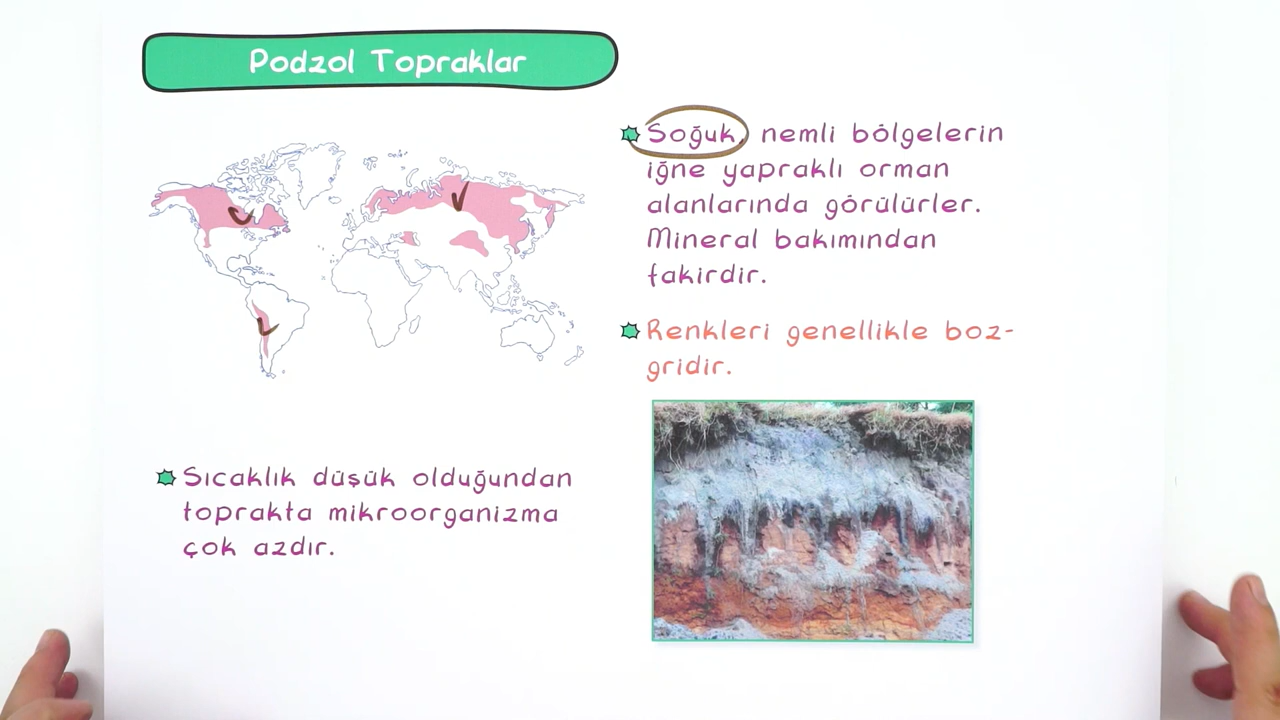 Podzol Topraklar
Soğuk, nemli bölgelerin
iğne yapraklı orman
alanlarında görülürler.
Mineral bakımından
fakirdir.
Renkleri genellikle boz-
gridir.
Sıcaklık düşük olduğundan
toprakta mikroorganizma
çok azdır.